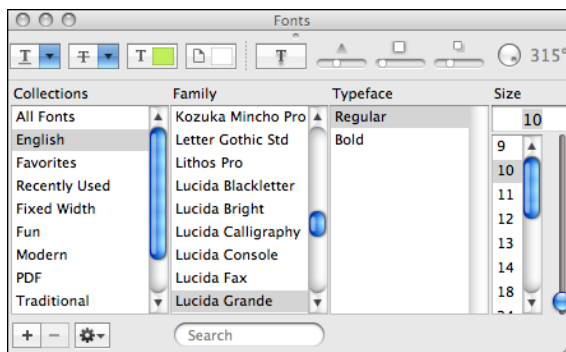 Fonts
T T T T 315°
Collections Family Typeface Size
All Fonts Kozuka Mincho Pro Regular 10
English Letter Gothic Std Bold 9
Favorites Lithos Pro 10
Recently Used Lucida Blackletter 11
Fixed Width Lucida Bright 12
Fun Lucida Calligraphy 13
Modern Lucida Console 14
PDF Lucida Fax 18
Traditional Lucida Grande
Search